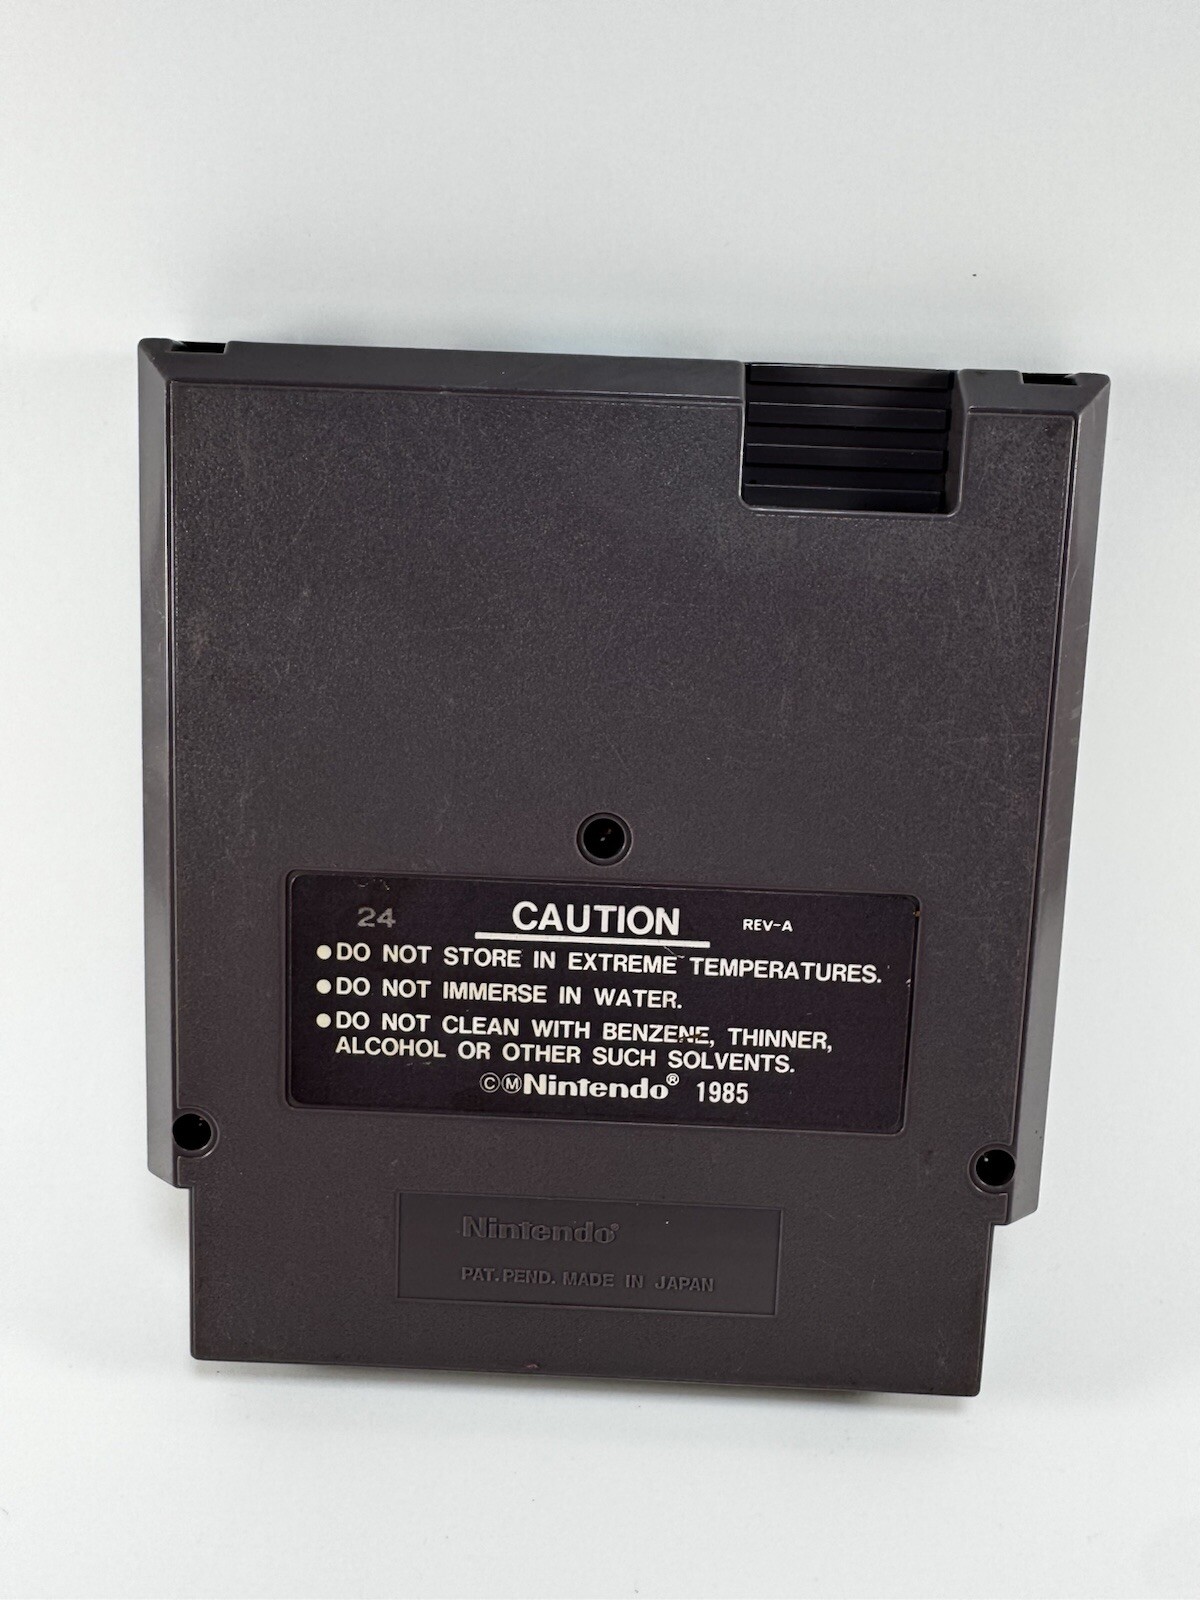 24 CAUTION REV-A
●DO NOT STORE IN EXTREME TEMPERATURES.
●DO NOT IMMERSE IN WATER.
●DO NOT CLEAN WITH BENZENE, THINNER,
ALCOHOL OR OTHER SUCH SOLVENTS.
ⒸⓂNintendo® 1985
Nintendo®
PAT. PEND. MADE IN JAPAN